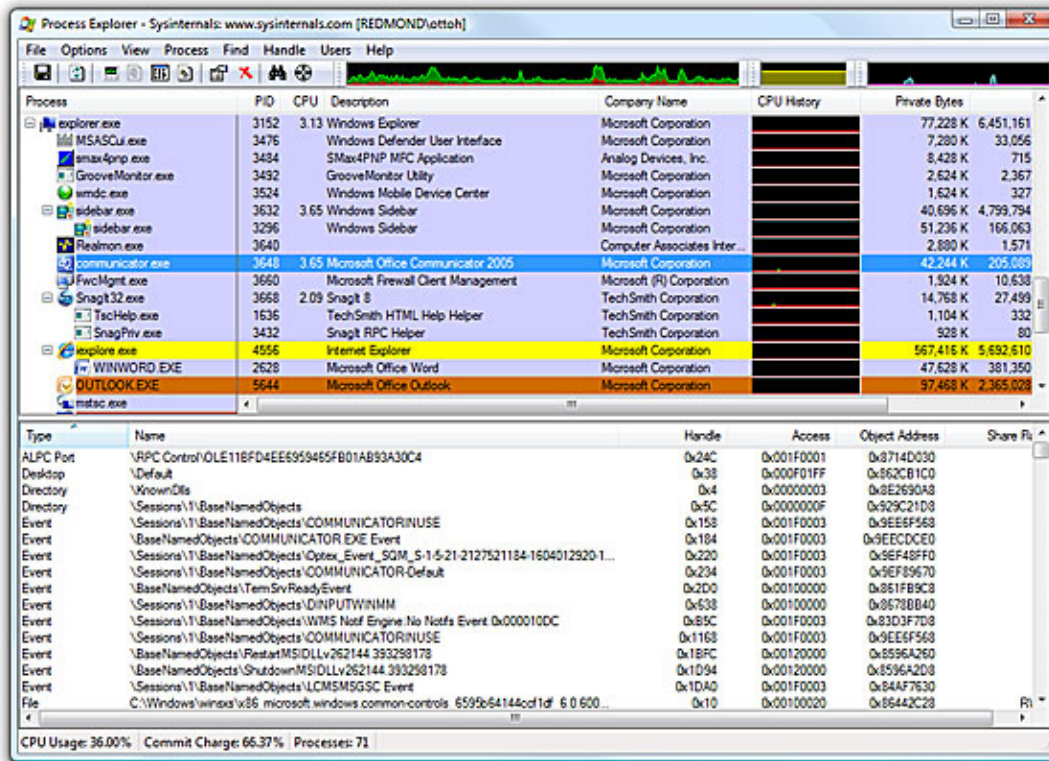 Process Explorer - Sysinternals: www.sysinternals.com [REDMOND\ottoh]
File Options View Process Find Handle Users Help
Process PID CPU Description Company Name CPU History Private Bytes
explorer.exe 3152 3.13 Windows Explorer Microsoft Corporation 77,228 K 6,451,161
MSASCui.exe 3476 Windows Defender User Interface Microsoft Corporation 7,280 K 33,056
smax4pnp.exe 3484 SMax4PNP MFC Application Analog Devices, Inc. 8,428 K 715
GrooveMonitor.exe 3492 GrooveMonitor Utility Microsoft Corporation 2,624 K 2,367
wmdc.exe 3524 Windows Mobile Device Center Microsoft Corporation 1,624 K 327
sidebar.exe 3632 3.65 Windows Sidebar Microsoft Corporation 40,696 K 4,799,794
sidebar.exe 3296 Windows Sidebar Microsoft Corporation 51,236 K 166,063
Realmon.exe 3640 Computer Associates Inter... 2,880 K 1,571
communicator.exe 3648 3.65 Microsoft Office Communicator 2005 Microsoft Corporation 42,244 K 205,089
FwcMgmt.exe 3660 Microsoft Firewall Client Management Microsoft (R) Corporation 1,924 K 10,638
SnagIt32.exe 3668 2.09 SnagIt 8 TechSmith Corporation 14,768 K 27,499
TscHelp.exe 1636 TechSmith HTML Help Helper TechSmith Corporation 1,104 K 332
SnagPriv.exe 3432 SnagIt RPC Helper TechSmith Corporation 928 K 80
iexplore.exe 4556 Internet Explorer Microsoft Corporation 567,416 K 5,692,610
WINWORD.EXE 2628 Microsoft Office Word Microsoft Corporation 47,628 K 381,350
OUTLOOK.EXE 5644 Microsoft Office Outlook Microsoft Corporation 97,468 K 2,365,028
mstsc.exe
Type Name Handle Access Object Address Share
ALPC Port \RPC Control\OLE11BFD4EE6959465FB01AB93A30C4 0x24C 0x001F0001 0x8714D030
Desktop \Default 0x38 0x000F01FF 0x862CB1C0
Directory \KnownDlls 0x4 0x00000003 0x8E2690A8
Directory \Sessions\1\BaseNamedObjects 0x5C 0x0000000F 0x929C21D8
Event \Sessions\1\BaseNamedObjects\COMMUNICATORINUSE 0x158 0x001F0003 0x9EE6F568
Event \BaseNamedObjects\COMMUNICATOR EXE Event 0x184 0x001F0003 0x9EECDCE0
Event \Sessions\1\BaseNamedObjects\Optex_Event_SQM_S-1-5-21-2127521184-1604012920-1... 0x220 0x001F0003 0x9EF48FF0
Event \Sessions\1\BaseNamedObjects\COMMUNICATOR-Default 0x234 0x001F0003 0x9EF89670
Event \BaseNamedObjects\TermSrvReadyEvent 0x2D0 0x00100000 0x861FB9C8
Event \Sessions\1\BaseNamedObjects\DINPUTWINMM 0x638 0x00100000 0x8678BB40
Event \Sessions\1\BaseNamedObjects\WMS Notif Engine:No Notifs Event 0x000010DC 0xB5C 0x001F0003 0x83D3F7D8
Event \Sessions\1\BaseNamedObjects\COMMUNICATORINUSE 0x1168 0x001F0003 0x9EE6F568
Event \BaseNamedObjects\RestartMSIDLLv262144.393298178 0x1BFC 0x00120000 0x8596A260
Event \BaseNamedObjects\ShutdownMSIDLLv262144.393298178 0x1D94 0x00120000 0x8596A2D8
Event \Sessions\1\BaseNamedObjects\LCMSMSGSC Event 0x1DA0 0x001F0003 0x84AF7630
File C:\Windows\winsxs\x86_microsoft.windows.common-controls_6595b64144ccf1df_6.0.600... 0x10 0x00100020 0x86442C28
CPU Usage: 36.00% Commit Charge: 66.37% Processes: 71